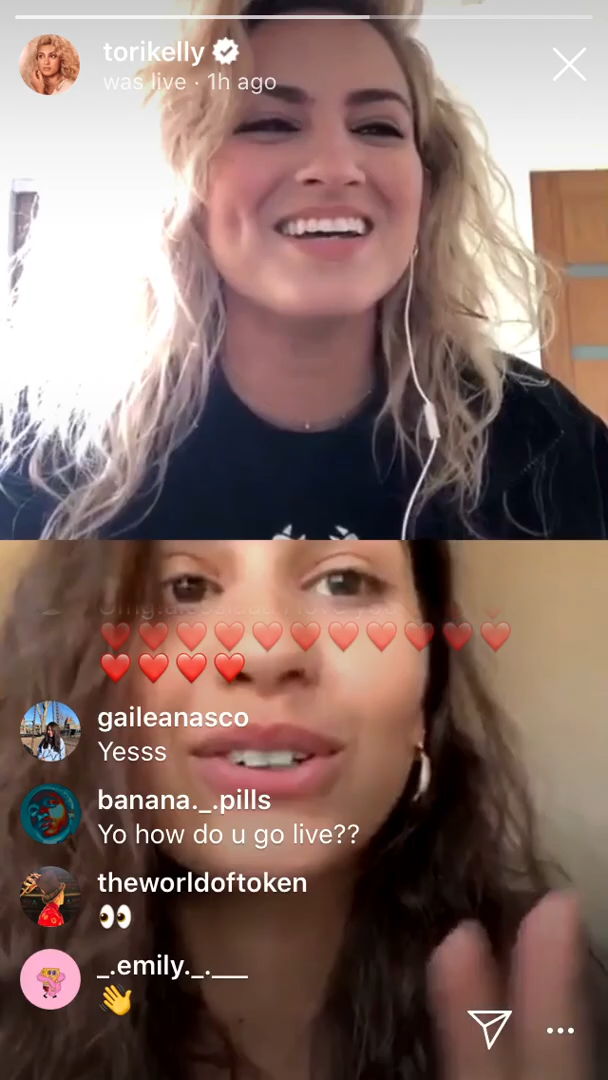 torikelly
was live · 1h ago
❤️❤️❤️❤️❤️❤️❤️❤️❤️❤️❤️
❤️❤️❤️❤️
gaileanasco
Yesss
banana._.pills
Yo how do u go live??
theworldoftoken
👀
_.emily._.___
👋